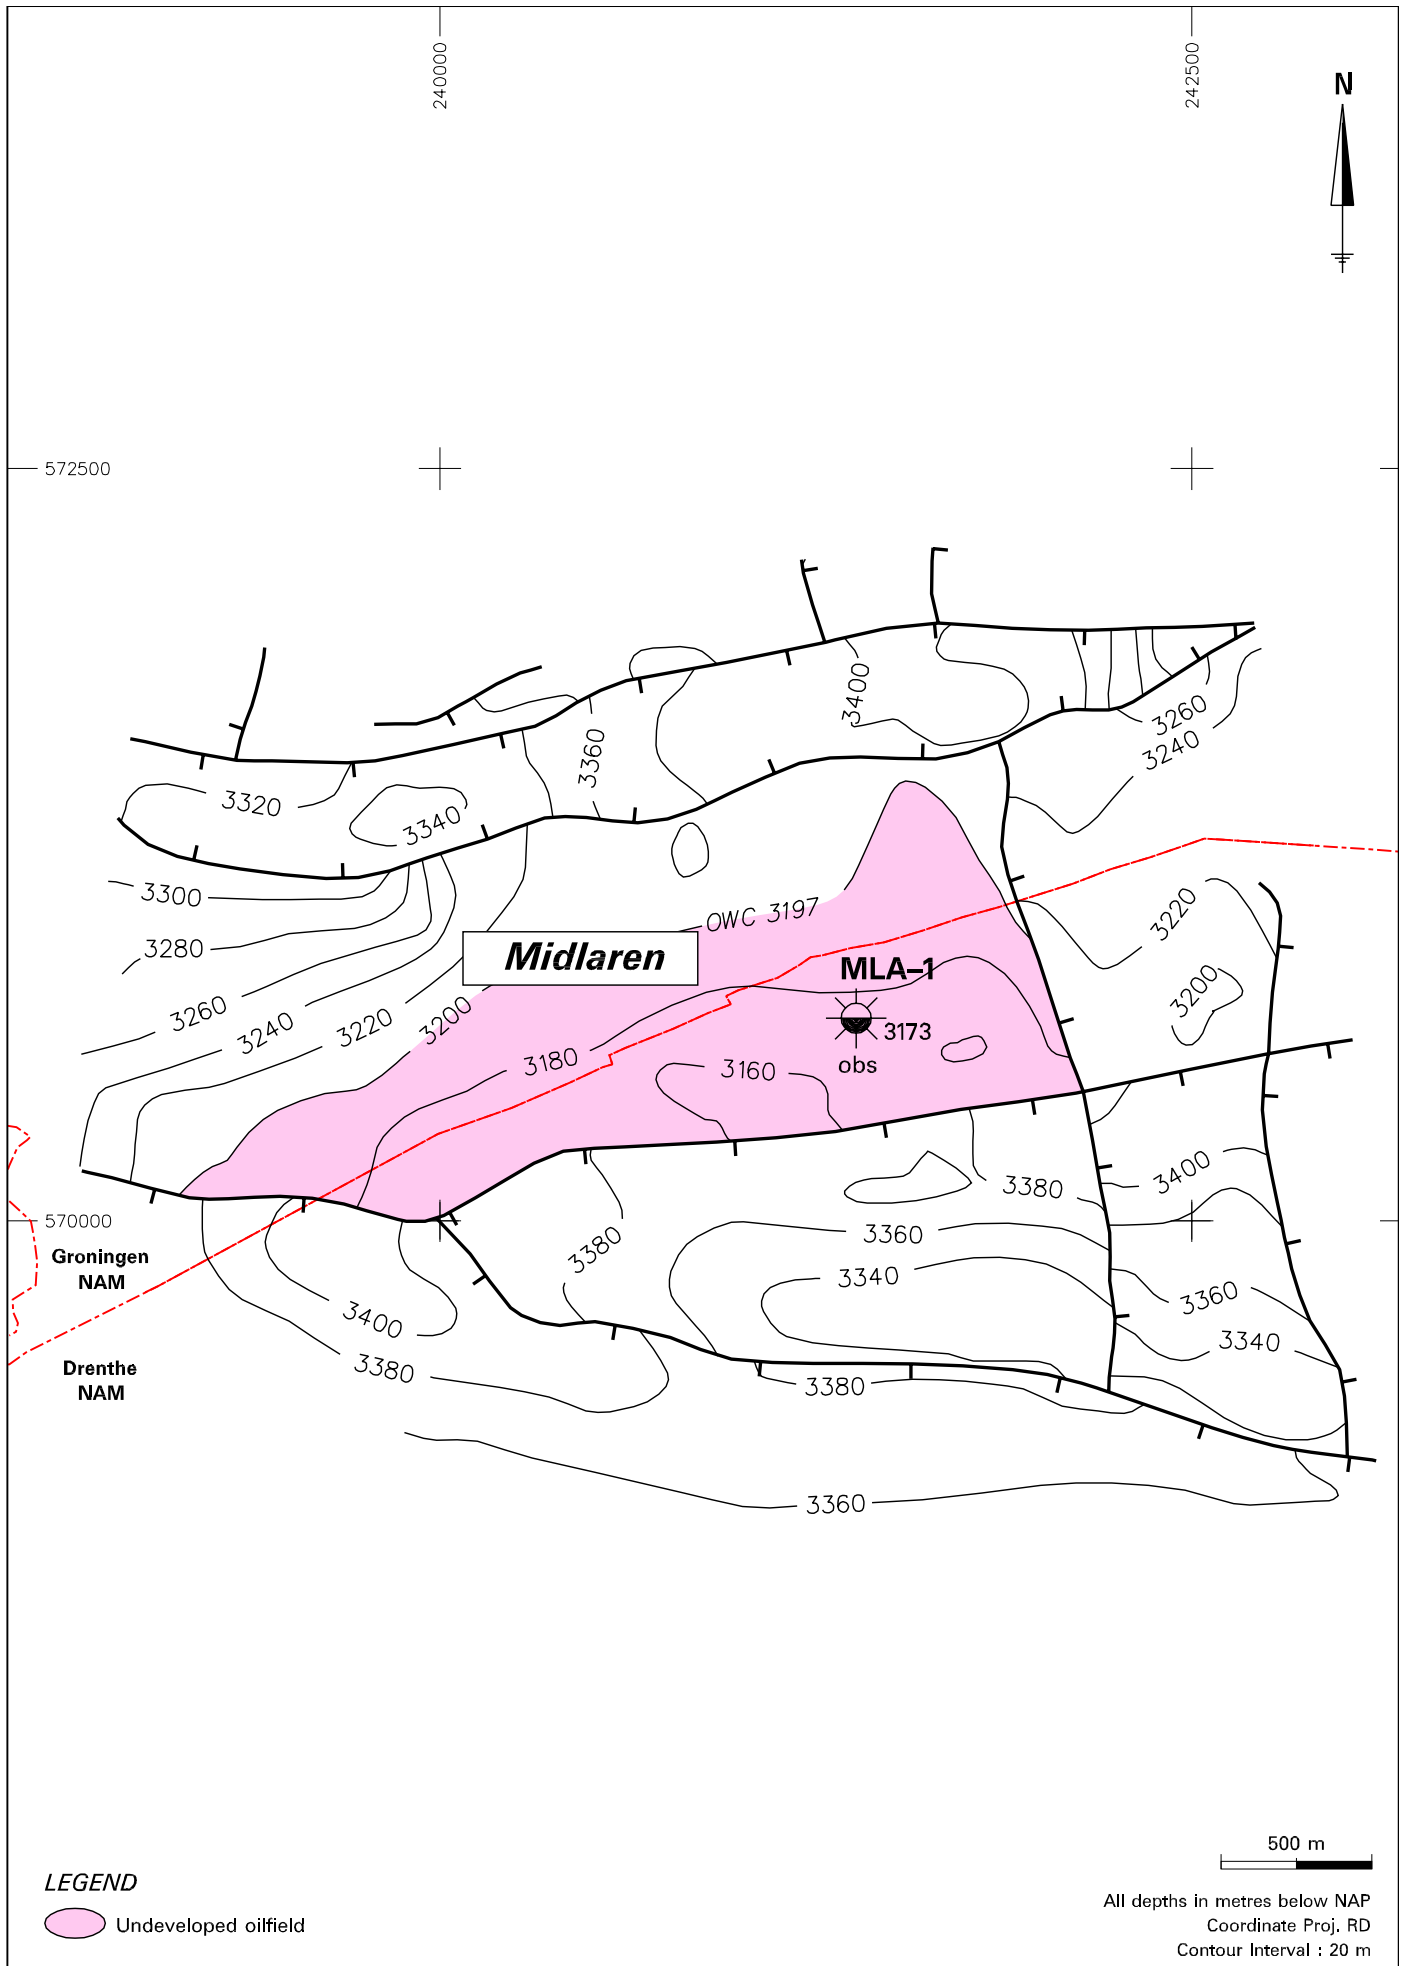 240000
242500
N
572500
3400
3260
3240
3360
3320
3340
3300
3280
OWC 3197
3220
Midlaren
MLA–1
3260
3240
3220
3200
3200
3173
3180
obs
3160
3400
3380
570000
3360
3380
Groningen
NAM
3340
3360
3400
3340
3380
Drenthe
NAM
3380
3360
500 m
LEGEND
All depths in metres below NAP
Undeveloped oilfield
Coordinate Proj. RD
Contour Interval : 20 m